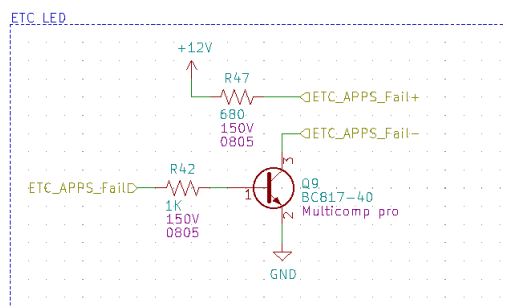 ETC LED
+12V
R47
ETC_APPS_Fail+
680
150V
0805
ETC_APPS_Fail-
3
R42
ETC_APPS_Fail
1
Q9
BC817-40
Multicomp pro
1K
150V
0805
2
GND